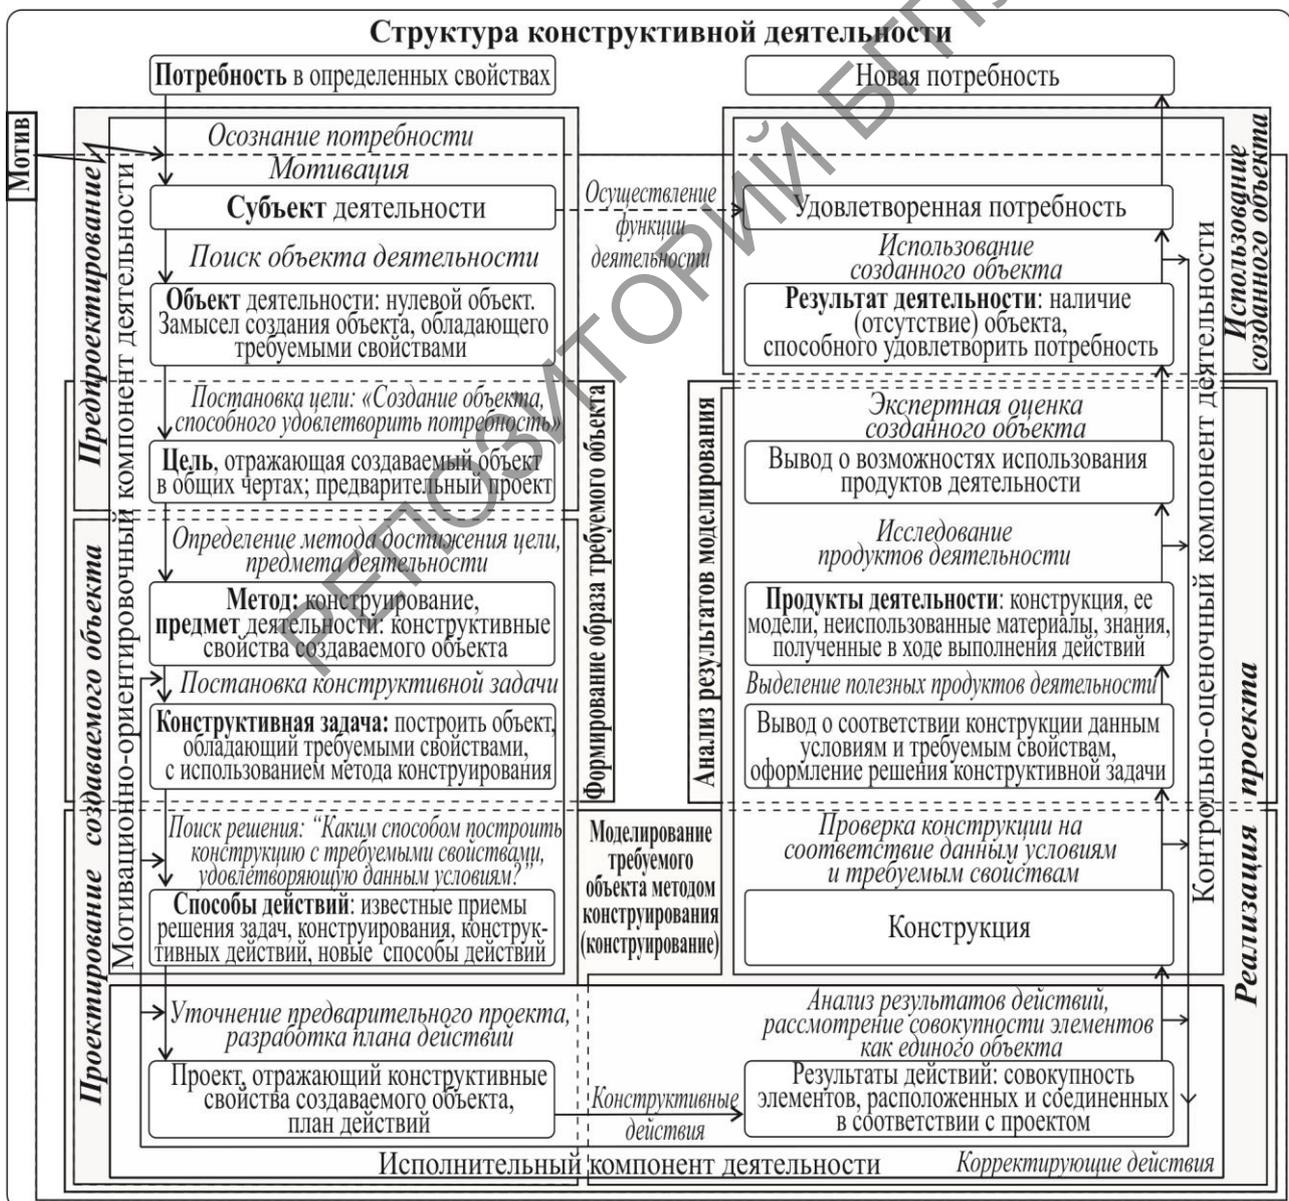 Структура конструктивной деятельности
Потребность в определенных свойствах
Мотив
Предпроектирование
Мотивационно-ориентировочный компонент деятельности
Осознание потребности
Мотивация
Субъект деятельности
Поиск объекта деятельности
Объект деятельности: нулевой объект.
Замысел создания объекта, обладающего
требуемыми свойствами
Постановка цели: «Создание объекта,
способного удовлетворить потребность»
Цель, отражающая создаваемый объект
в общих чертах; предварительный проект
Проектирование создаваемого объекта
Определение метода достижения цели,
предмета деятельности
Метод: конструирование,
предмет деятельности: конструктивные
свойства создаваемого объекта
Постановка конструктивной задачи
Конструктивная задача: построить объект,
обладающий требуемыми свойствами,
с использованием метода конструирования
Поиск решения: “Каким способом построить
конструкцию с требуемыми свойствами,
удовлетворяющую данным условиям?”
Способы действий: известные приемы
решения задач, конструирования, конструк-
тивных действий, новые способы действий
Уточнение предварительного проекта,
разработка плана действий
Проект, отражающий конструктивные
свойства создаваемого объекта,
план действий
Осуществление
функции
деятельности
Формирование образа требуемого объекта
Моделирование
требуемого
объекта методом
конструирования
(конструирование)
Конструктивные
действия
Исполнительный компонент деятельности
Новая потребность
Удовлетворенная потребность
Использование
созданного объекта
Результат деятельности: наличие
(отсутствие) объекта,
способного удовлетворить потребность
Экспертная оценка
созданного объекта
Вывод о возможностях использования
продуктов деятельности
Исследование
продуктов деятельности
Продукты деятельности: конструкция, ее
модели, неиспользованные материалы, знания,
полученные в ходе выполнения действий
Выделение полезных продуктов деятельности
Вывод о соответствии конструкции данным
условиям и требуемым свойствам,
оформление решения конструктивной задачи
Проверка конструкции на
соответствие данным условиям
и требуемым свойствам
Конструкция
Анализ результатов действий,
рассмотрение совокупности элементов
как единого объекта
Результаты действий: совокупность
элементов, расположенных и соединенных
в соответствии с проектом
Корректирующие действия
Анализ результатов моделирования
Контрольно-оценочный компонент деятельности
созданного объекта
Реализация проекта
РЕПОЗИТОРИЙ